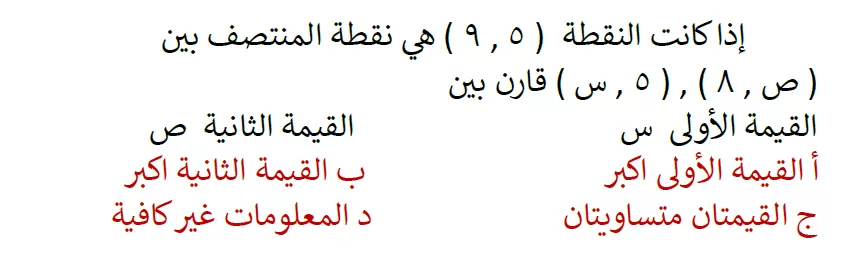 إذا كانت النقطة ( ٥ , ٩ ) هي نقطة المنتصف بين
( ص , ٨ ) , ( ٥ , س ) قارن بين
القيمة الأولى س القيمة الثانية ص
أ القيمة الأولى اكبر ب القيمة الثانية اكبر
ج القيمتان متساويتان د المعلومات غير كافية